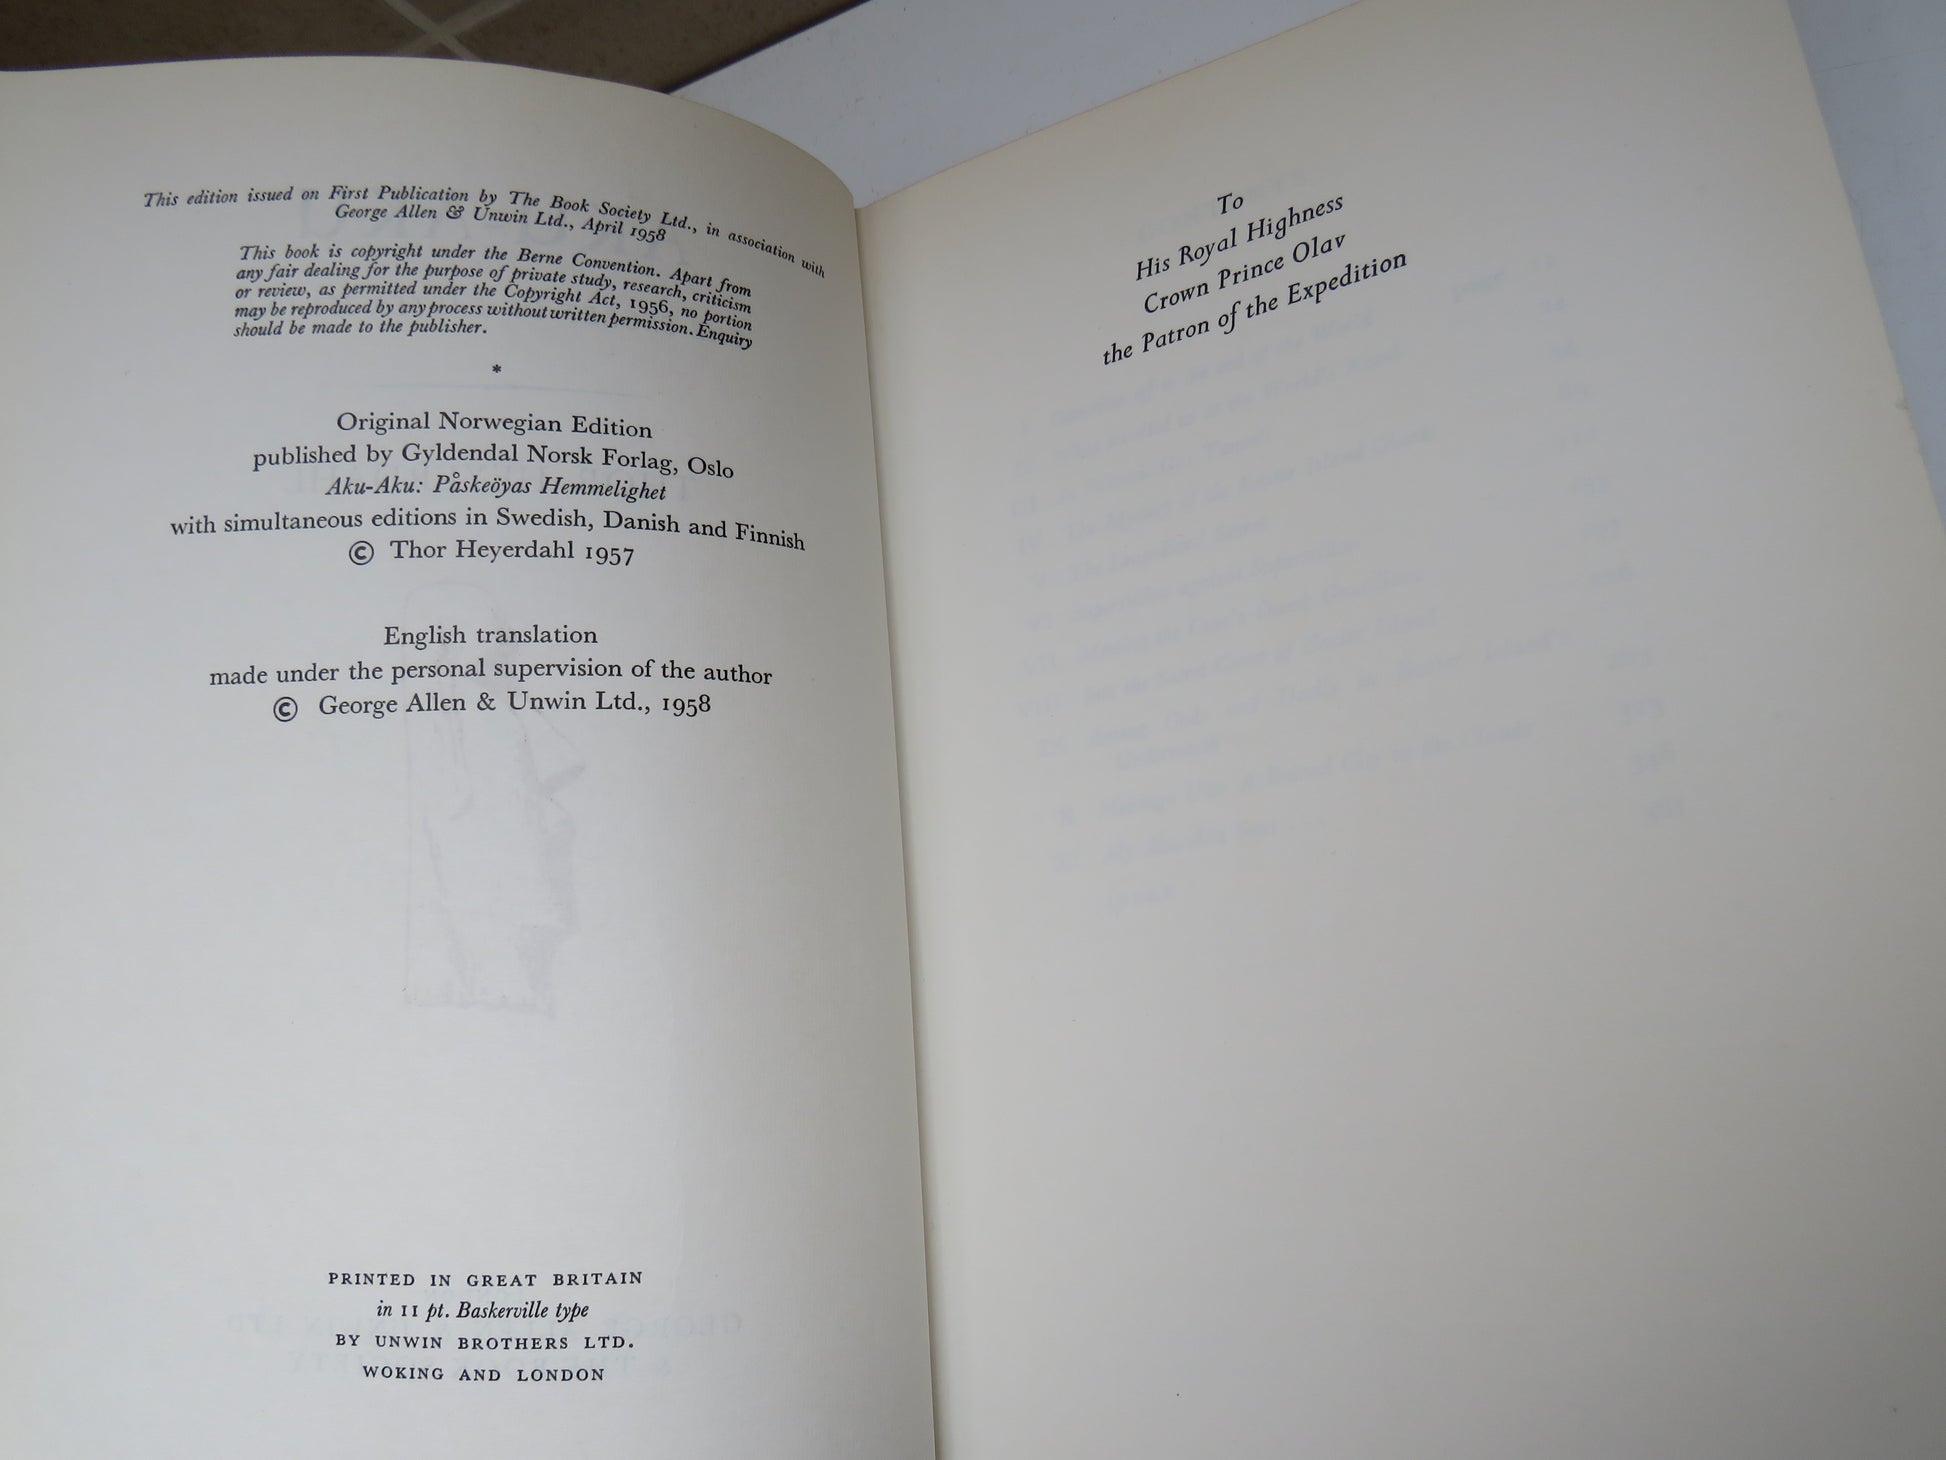 This edition issued on First Publication by The Book Society Ltd., in association with
George Allen & Unwin Ltd., April 1958
This book is copyright under the Berne Convention. Apart from
any fair dealing for the purpose of private study, research, criticism
or review, as permitted under the Copyright Act, 1956, no portion
may be reproduced by any process without written permission. Enquiry
should be made to the publisher.
*
Original Norwegian Edition
published by Gyldendal Norsk Forlag, Oslo
Aku-Aku: Påskeöyas Hemmelighet
with simultaneous editions in Swedish, Danish and Finnish
© Thor Heyerdahl 1957
English translation
made under the personal supervision of the author
© George Allen & Unwin Ltd., 1958
PRINTED IN GREAT BRITAIN
in 11 pt. Baskerville type
BY UNWIN BROTHERS LTD.
WOKING AND LONDON
To
His Royal Highness
Crown Prince Olav
the Patron of the Expedition